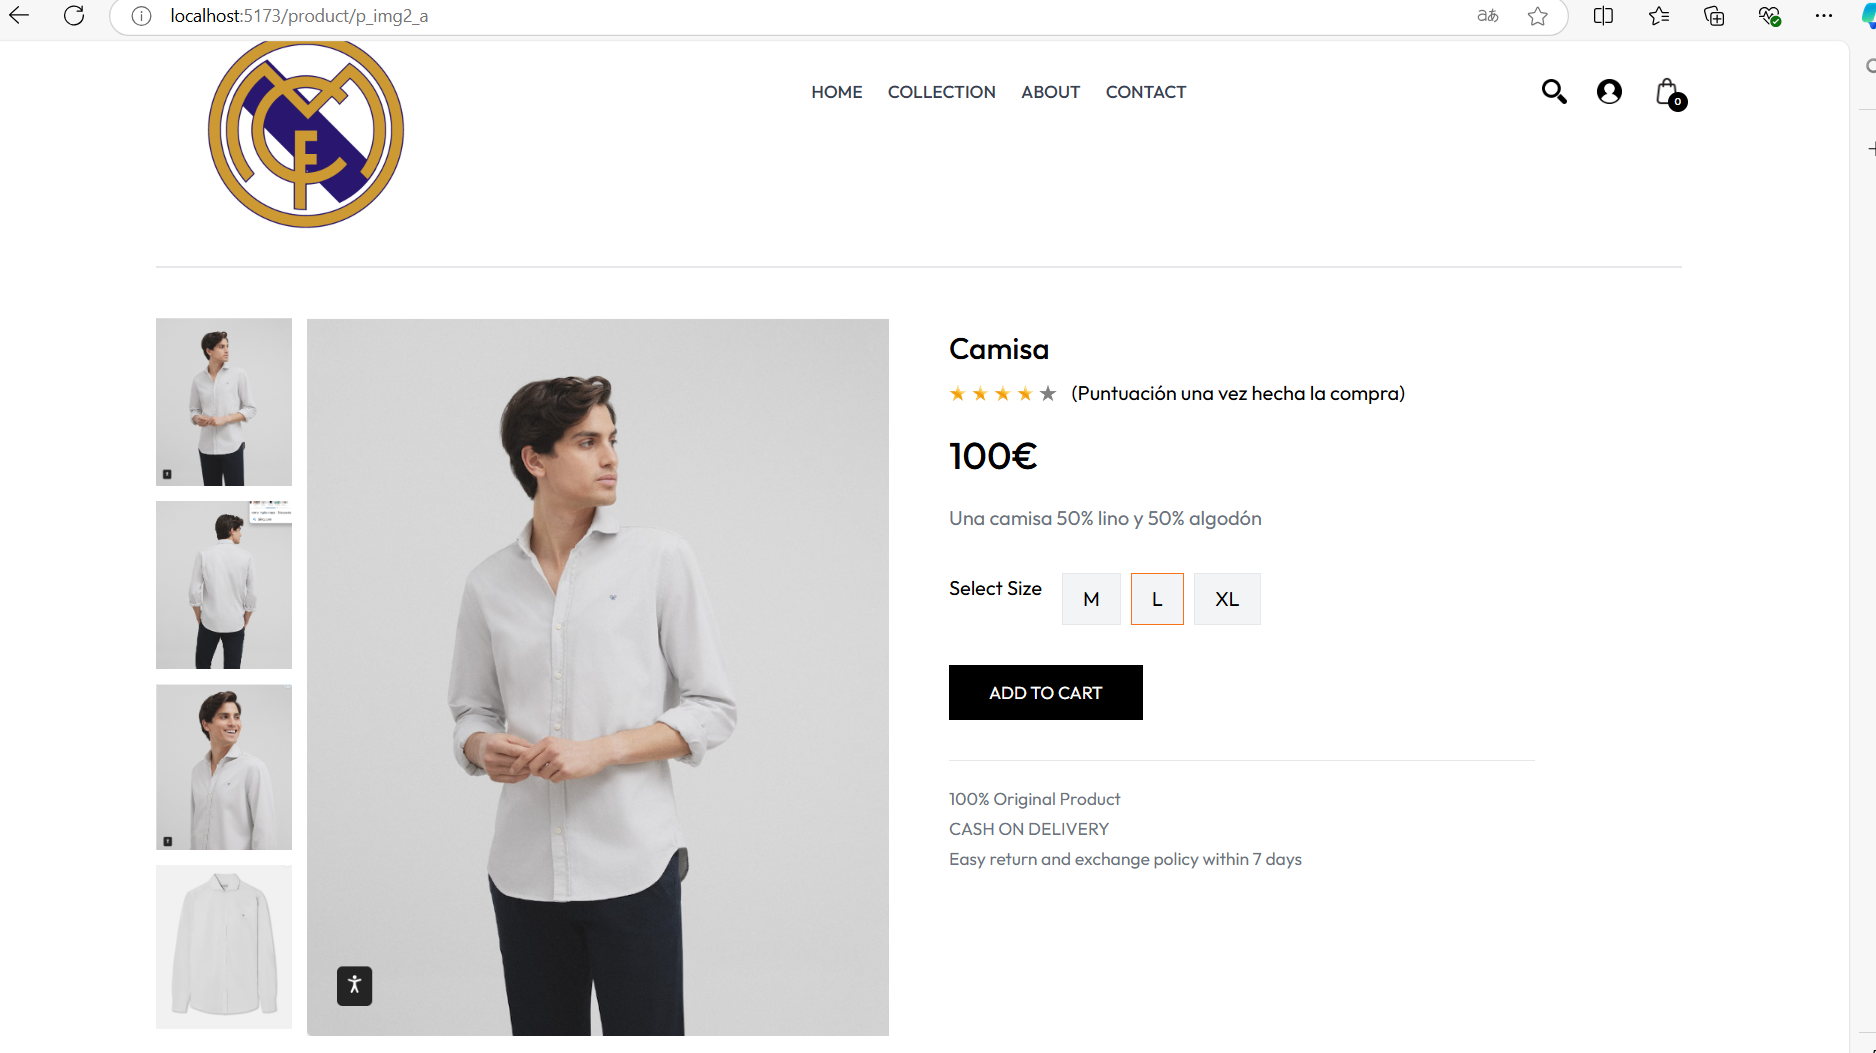 localhost:5173/product/p_img2_a
HOME COLLECTION ABOUT CONTACT
0
Camisa
(Puntuación una vez hecha la compra)
100€
Una camisa 50% lino y 50% algodón
Select Size M L XL
ADD TO CART
100% Original Product
CASH ON DELIVERY
Easy return and exchange policy within 7 days